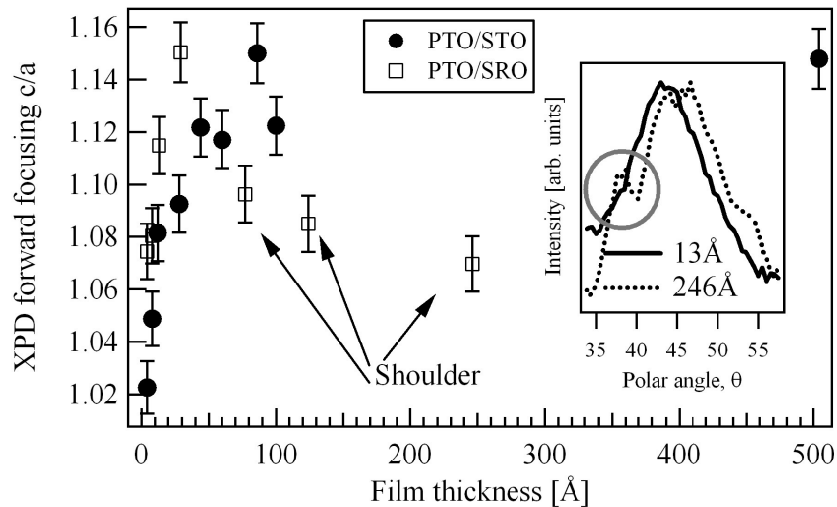 1.16
1.14
1.12
1.10
1.08
1.06
1.04
1.02
XPD forward focusing c/a
PTO/STO
PTO/SRO
Shoulder
Intensity [arb. units]
13Å
246Å
35 40 45 50 55
Polar angle, θ
0 100 200 300 400 500
Film thickness [Å]